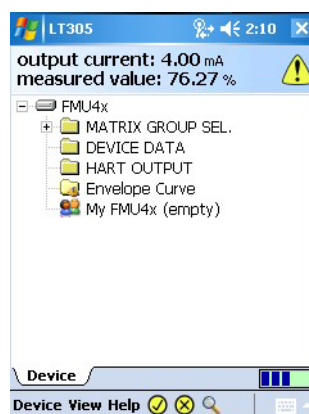 LT305 2:10
output current: 4.00 mA
measured value: 76.27 %
FMU4x
MATRIX GROUP SEL.
DEVICE DATA
HART OUTPUT
Envelope Curve
My FMU4x (empty)
Device
Device View Help